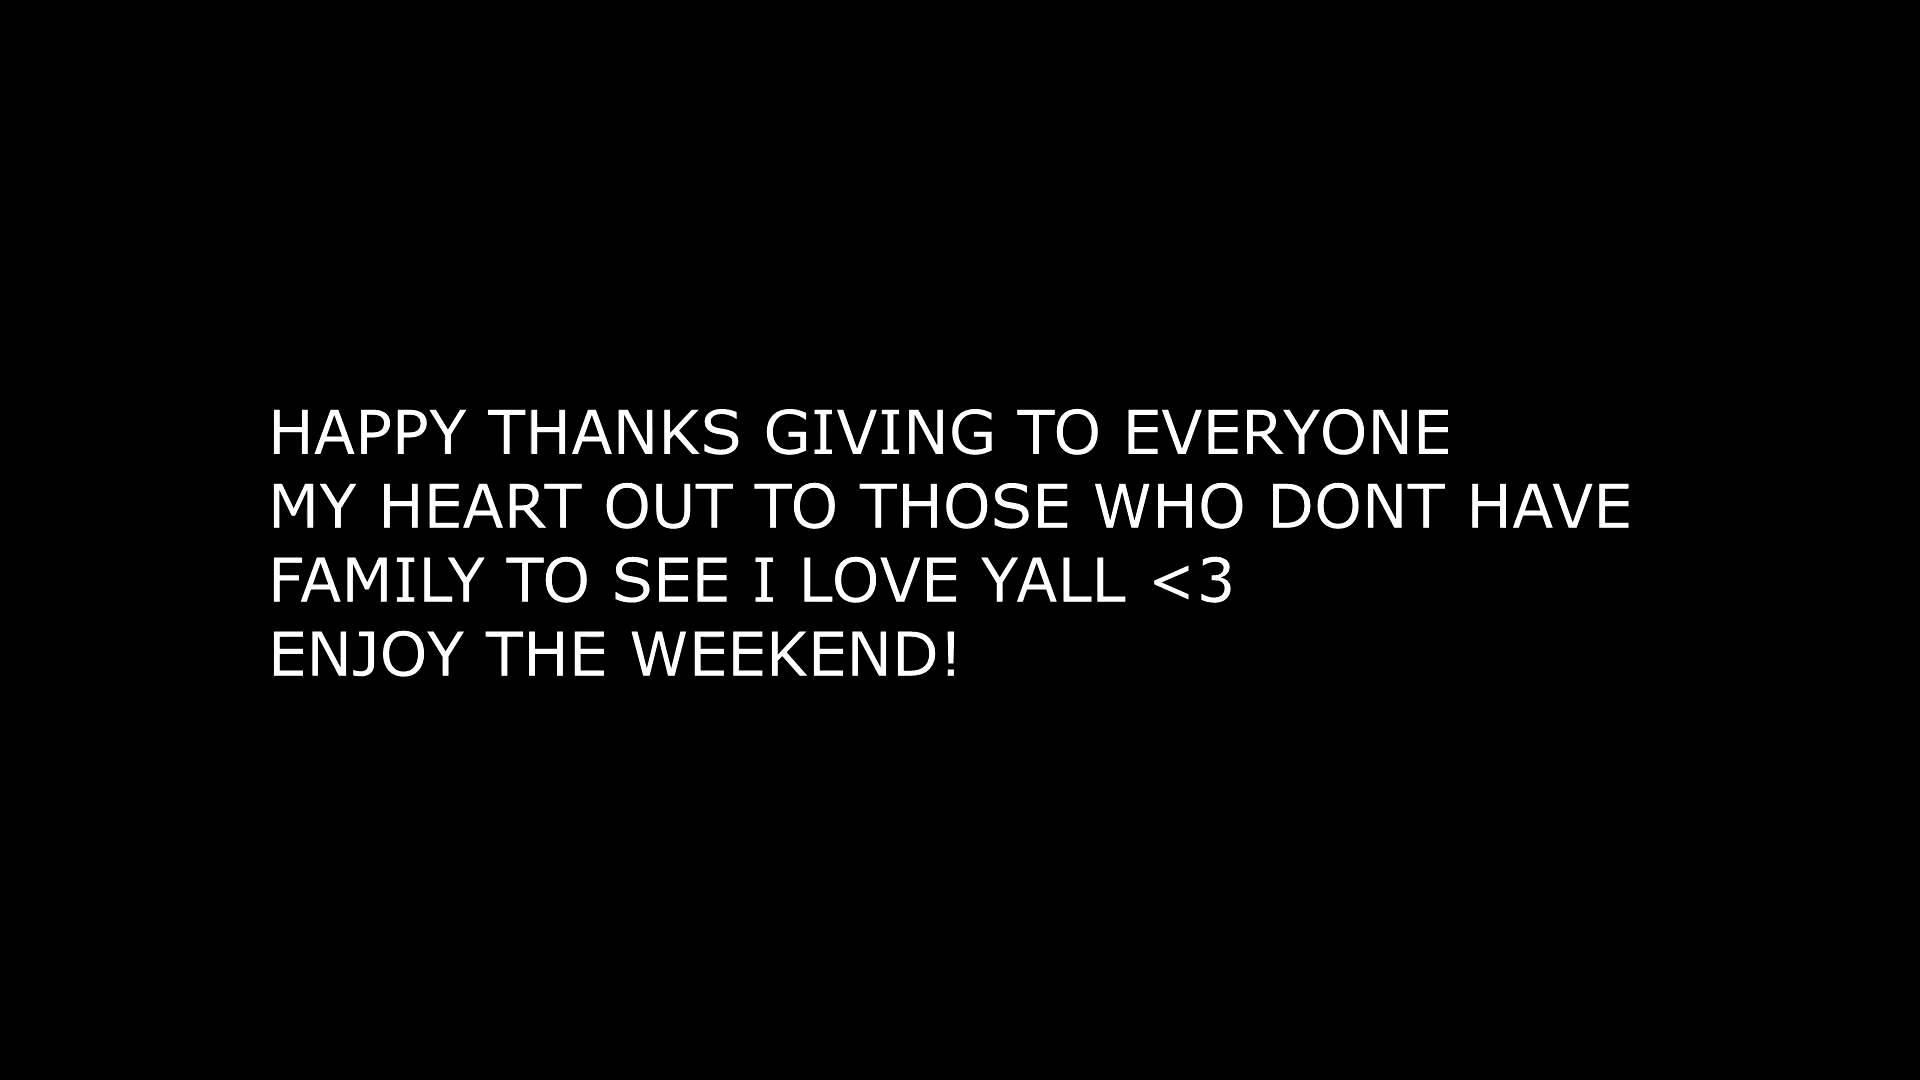 HAPPY THANKS GIVING TO EVERYONE
MY HEART OUT TO THOSE WHO DONT HAVE
FAMILY TO SEE I LOVE YALL <3
ENJOY THE WEEKEND!